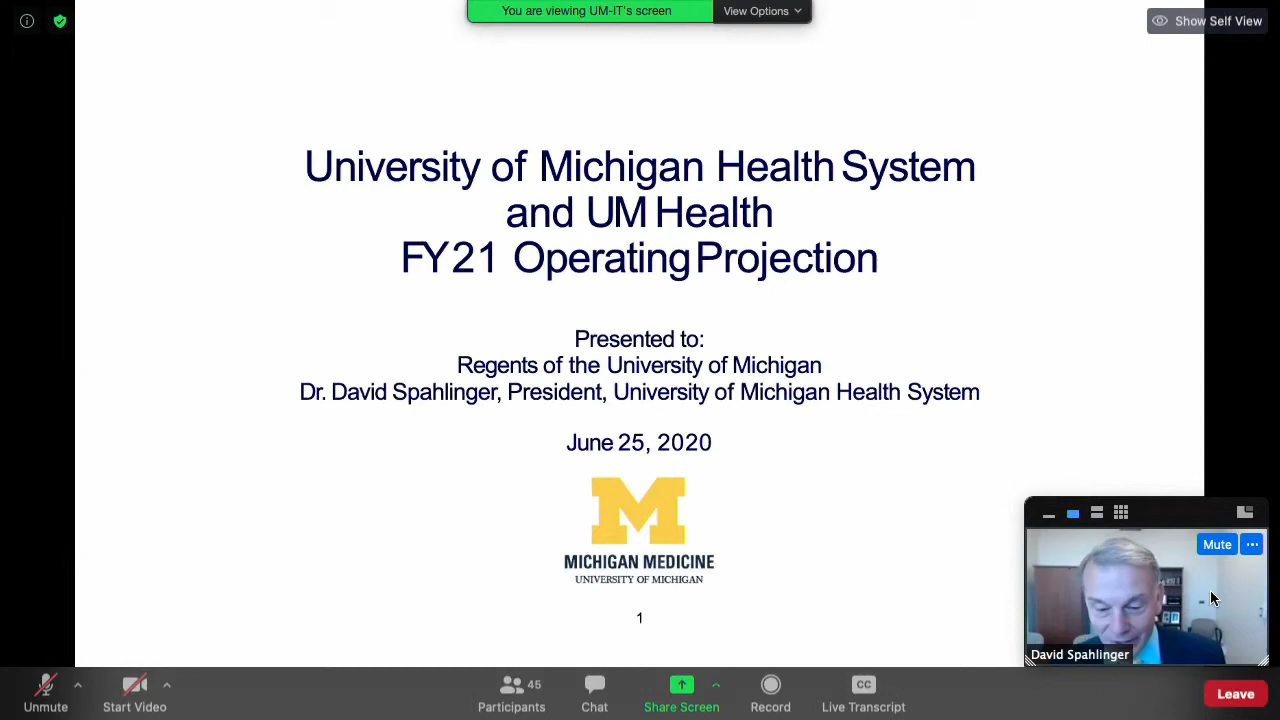 You are viewing UM-IT's screen
View Options
Show Self View
University of Michigan Health System
and UM Health
FY21 Operating Projection
Presented to:
Regents of the University of Michigan
Dr. David Spahlinger, President, University of Michigan Health System
June 25, 2020
M
MICHIGAN MEDICINE
UNIVERSITY OF MICHIGAN
1
Mute
David Spahlinger
Unmute
Start Video
45
Participants
Chat
Share Screen
Record
CC
Live Transcript
Leave